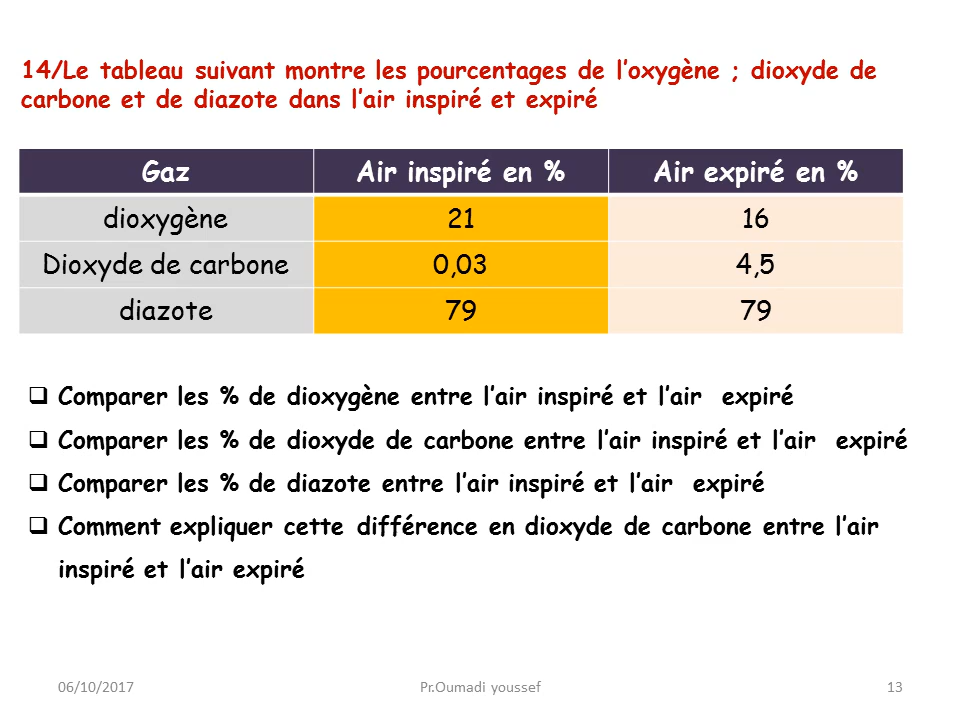 14/Le tableau suivant montre les pourcentages de l’oxygène ; dioxyde de
carbone et de diazote dans l’air inspiré et expiré
Gaz Air inspiré en % Air expiré en %
dioxygène 21 16
Dioxyde de carbone 0,03 4,5
diazote 79 79
Comparer les % de dioxygène entre l’air inspiré et l’air expiré
Comparer les % de dioxyde de carbone entre l’air inspiré et l’air expiré
Comparer les % de diazote entre l’air inspiré et l’air expiré
Comment expliquer cette différence en dioxyde de carbone entre l’air
inspiré et l’air expiré
06/10/2017 Pr.Oumadi youssef 13